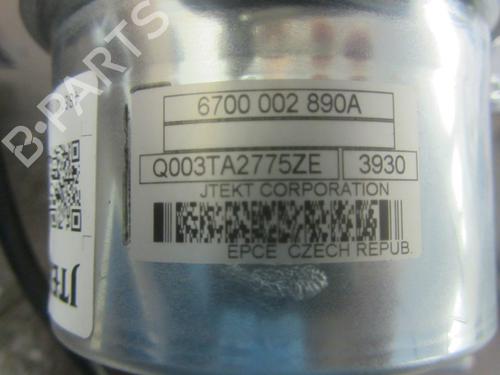 B-PARTS
6700 002 890A
Q003TA2775ZE 3930
JTEKT CORPORATION
EPCE CZECH REPUB.